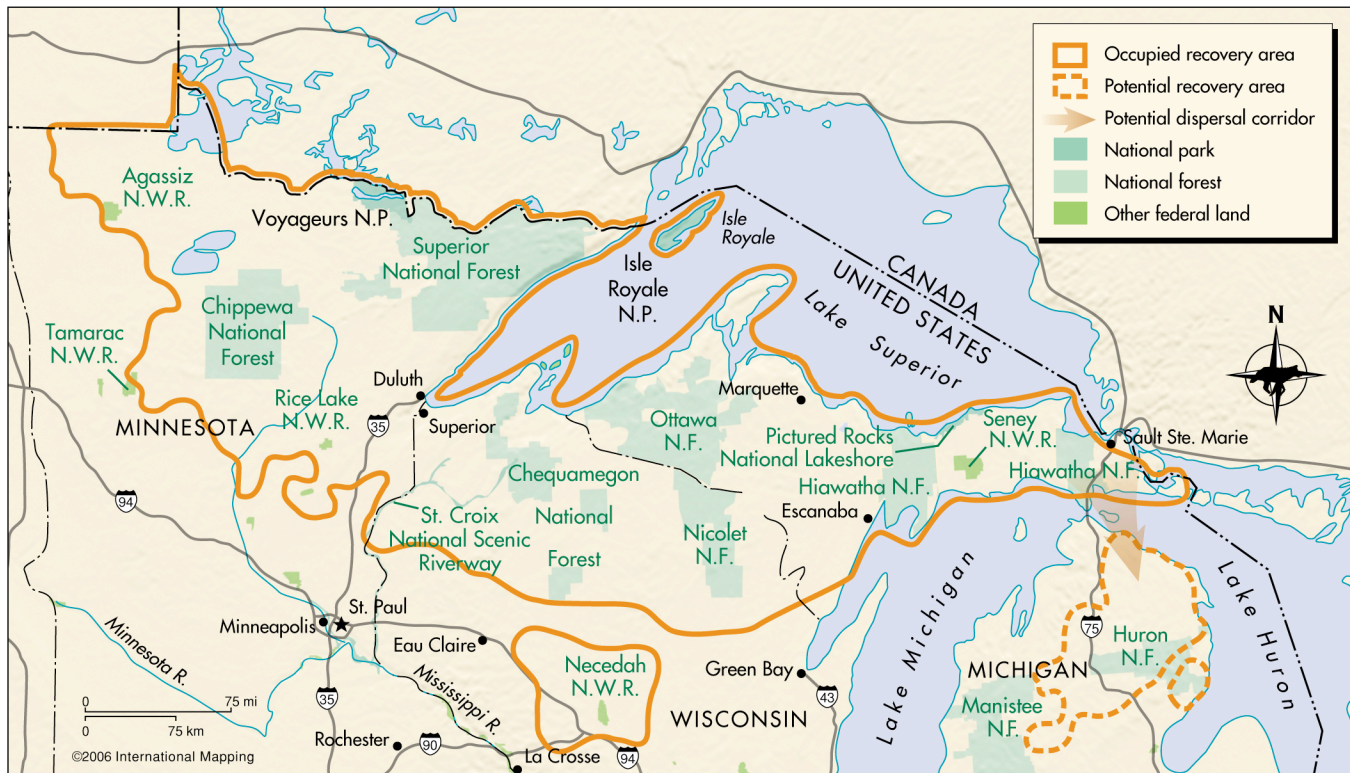 Occupied recovery area
Potential recovery area
Potential dispersal corridor
National park
National forest
Other federal land
Agassiz
N.W.R.
Voyageurs N.P.
Superior
National Forest
Isle
Royale
Isle
Royale
N.P.
CANADA
UNITED STATES
Lake Superior
N
Chippewa
National
Forest
Tamarac
N.W.R.
Rice Lake
N.W.R.
MINNESOTA
Duluth
Superior
35
94
Marquette
Ottawa
N.F.
Pictured Rocks
National Lakeshore
Seney
N.W.R.
Sault Ste. Marie
Hiawatha N.F.
Hiawatha N.F.
Escanaba
Chequamegon
National
Forest
Nicolet
N.F.
St. Croix
National Scenic
Riverway
Lake Michigan
Lake Huron
St. Paul
Minneapolis
Minnesota R.
Eau Claire
Mississippi R.
Necedah
N.W.R.
Green Bay
43
WISCONSIN
75
Huron
N.F.
MICHIGAN
Manistee
N.F.
0 75 mi
0 75 km
35
Rochester
90
La Crosse
94
©2006 International Mapping